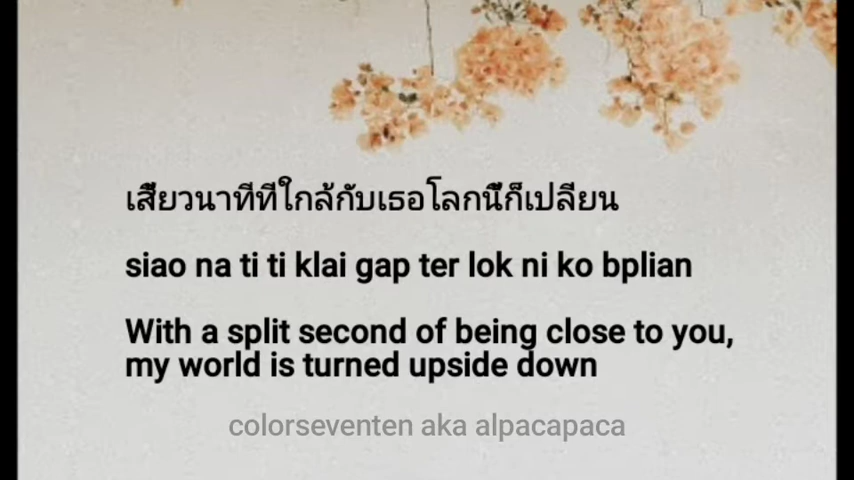 เสี้ยวนาทีที่ใกล้กับเธอโลกนี้ก็เปลี่ยน
siao na ti ti klai gap ter lok ni ko bplian
With a split second of being close to you,
my world is turned upside down
colorseventen aka alpacapaca